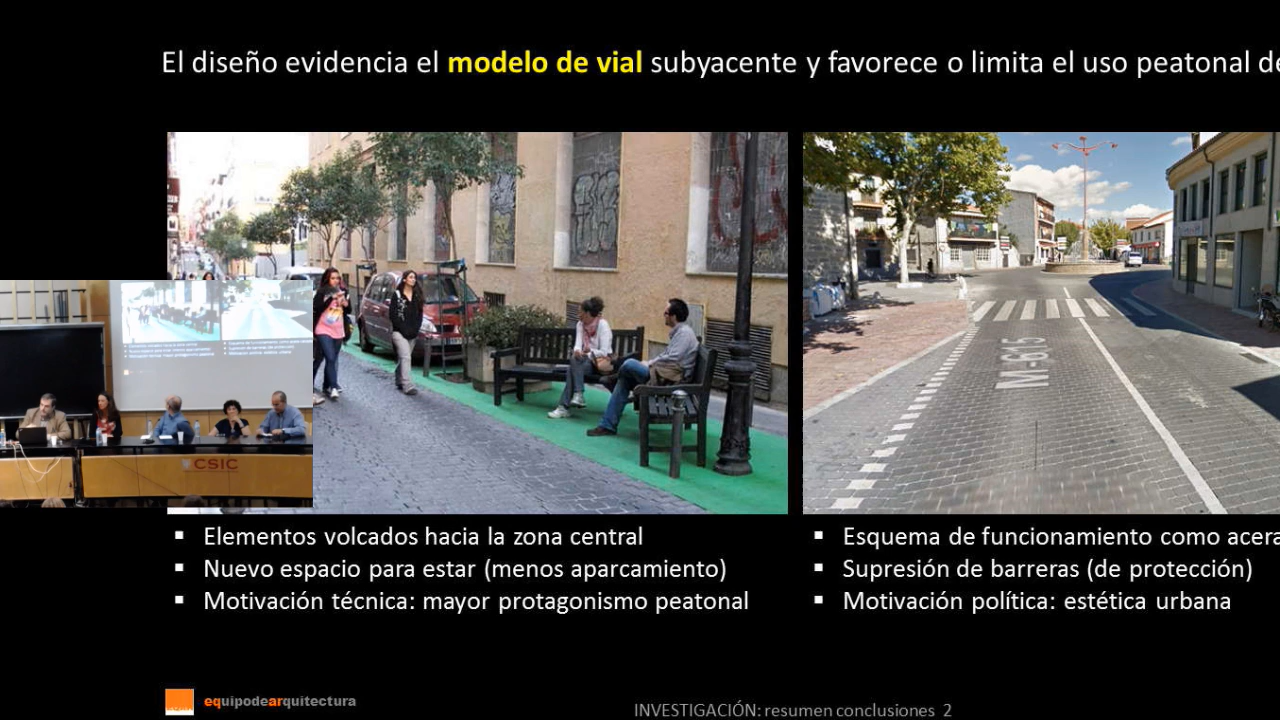 El diseño evidencia el modelo de vial subyacente y favorece o limita el uso peatonal de
M-615
CSIC
Elementos volcados hacia la zona central
Nuevo espacio para estar (menos aparcamiento)
Motivación técnica: mayor protagonismo peatonal
Esquema de funcionamiento como acera
Supresión de barreras (de protección)
Motivación política: estética urbana
equipodearquitectura
INVESTIGACIÓN: resumen conclusiones 2